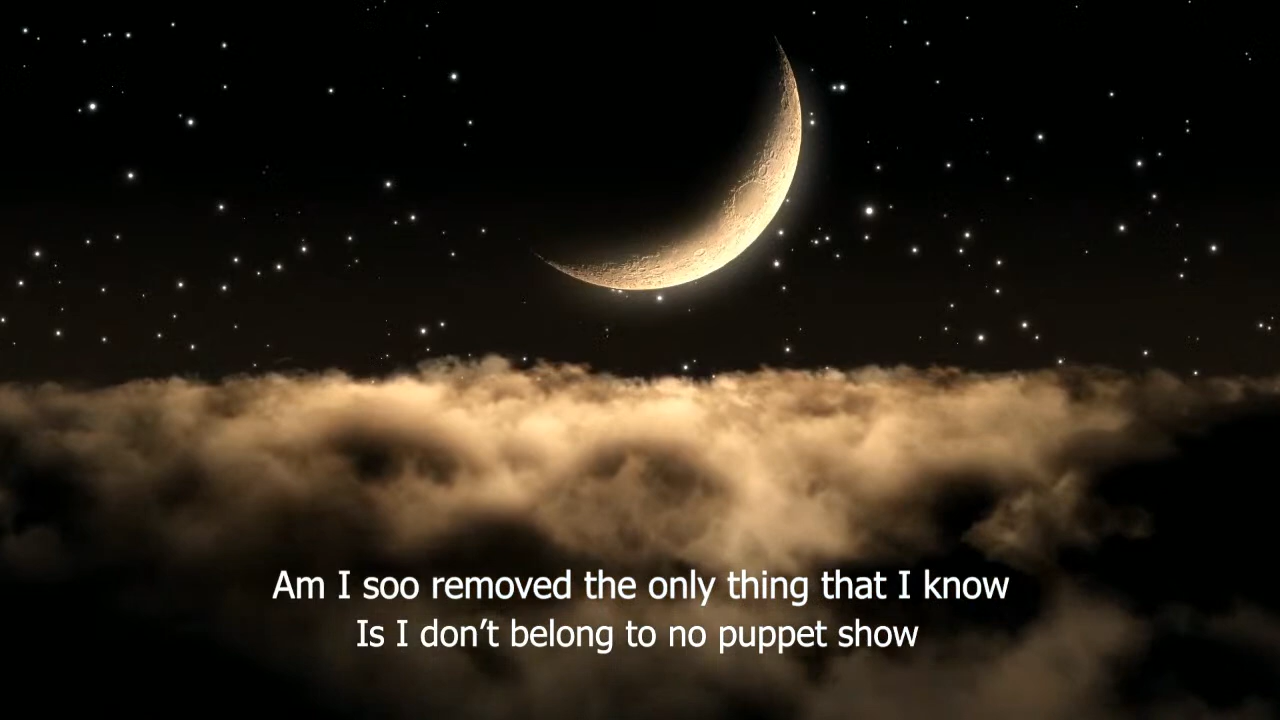 Am I soo removed the only thing that I know
Is I don’t belong to no puppet show